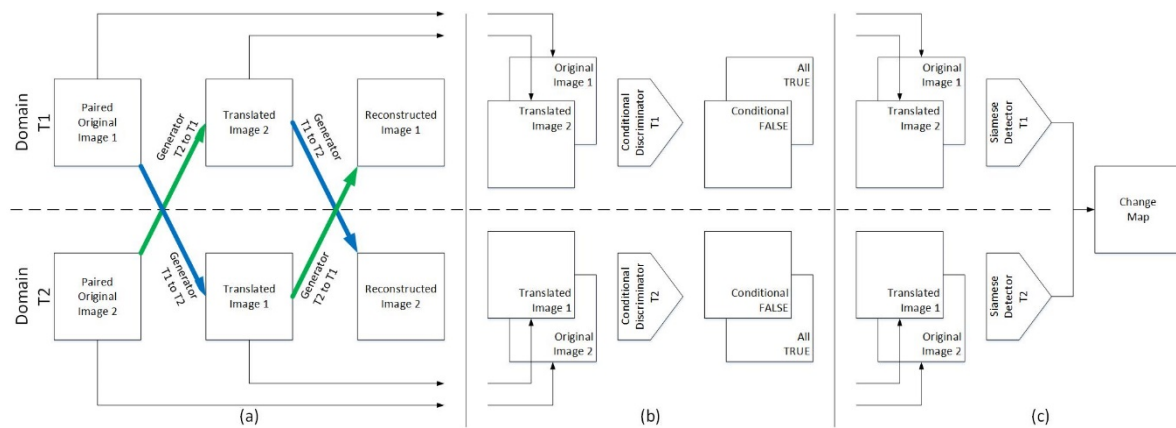 Domain
T1
Paired
Original
Image 1
Generator
T2 to T1
Translated
Image 2
Generator
T1 to T2
Reconstructed
Image 1
Domain
T2
Paired
Original
Image 2
Generator
T1 to T2
Translated
Image 1
Generator
T2 to T1
Reconstructed
Image 2
(a)
Original
Image 1
Translated
Image 2
Conditional
Discriminator
T1
All
TRUE
Conditional
FALSE
Translated
Image 1
Original
Image 2
Conditional
Discriminator
T2
Conditional
FALSE
All
TRUE
(b)
Original
Image 1
Translated
Image 2
Siamese
Detector
T1
Change
Map
Translated
Image 1
Original
Image 2
Siamese
Detector
T2
(c)